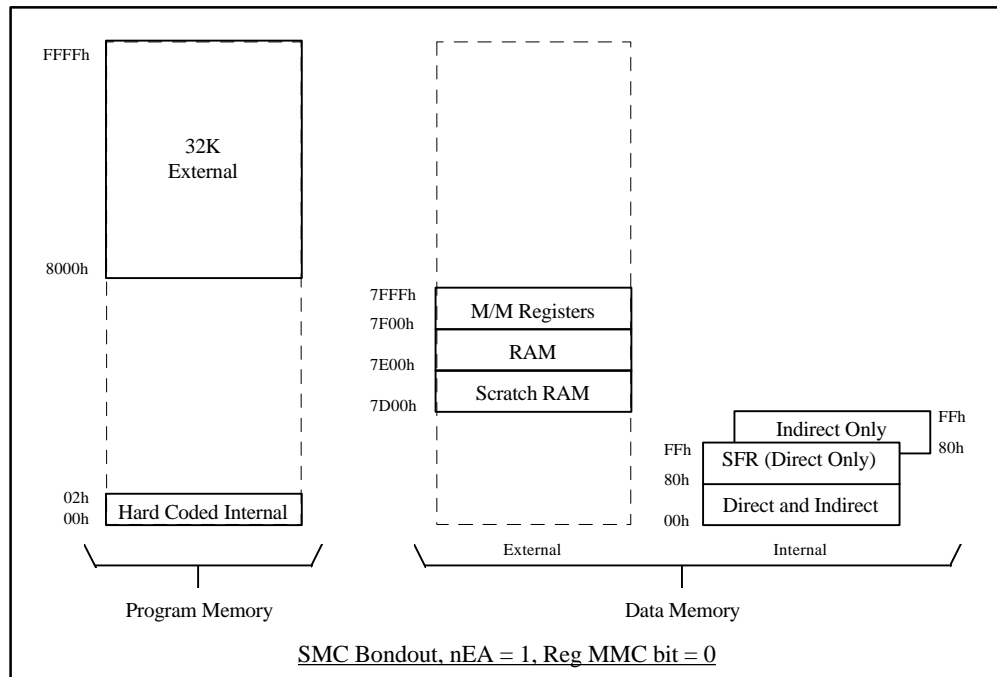 FFFFh
32K
External
8000h
02h
00h
Hard Coded Internal
Program Memory
7FFFh
M/M Registers
7F00h
RAM
7E00h
Scratch RAM
7D00h
External
Indirect Only
FFh
80h
FFh
SFR (Direct Only)
80h
Direct and Indirect
00h
Internal
Data Memory
SMC Bondout, nEA = 1, Reg MMC bit = 0